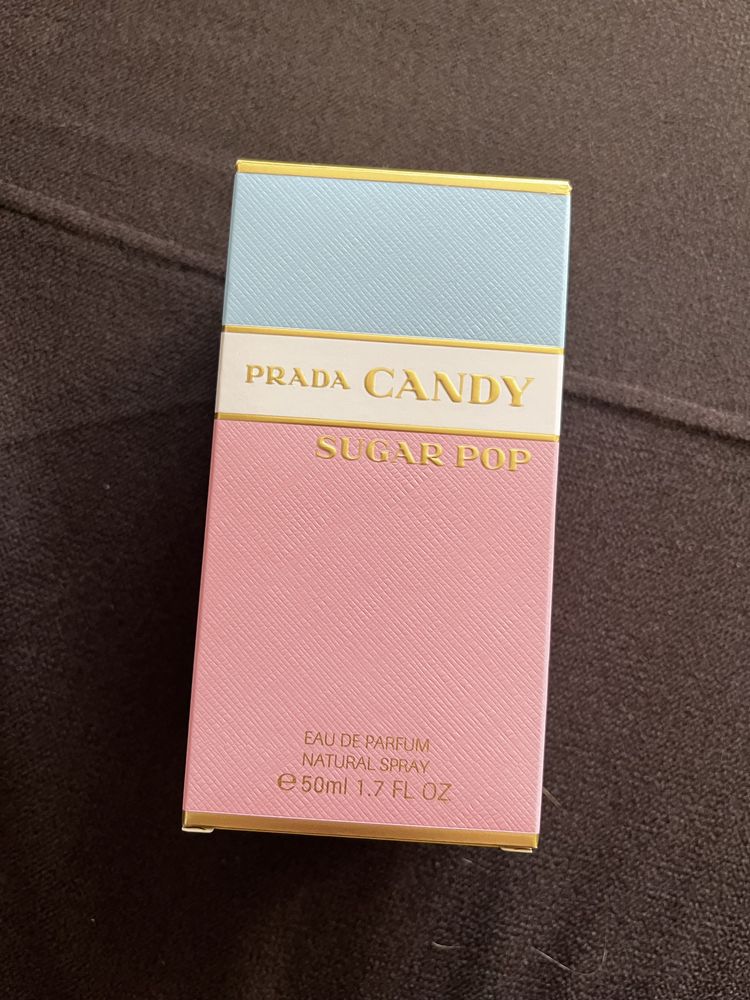 PRADA CANDY
SUGAR POP
EAU DE PARFUM
NATURAL SPRAY
℮50ml 1.7 FL OZ